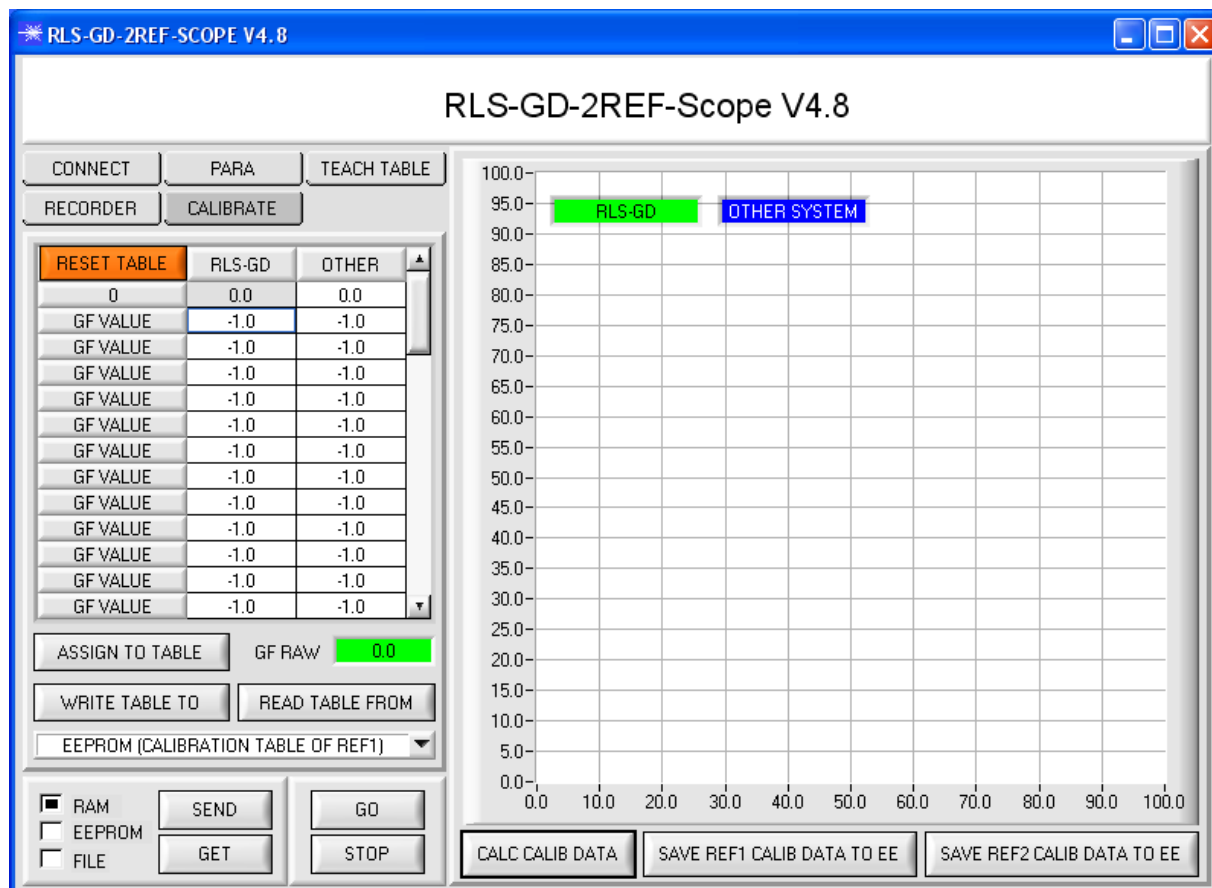 RLS-GD-2REF-SCOPE V4.8
RLS-GD-2REF-Scope V4.8
CONNECT PARA TEACH TABLE
RECORDER CALIBRATE
RESET TABLE RLS-GD OTHER
0 0.0 0.0
GF VALUE -1.0 -1.0
GF VALUE -1.0 -1.0
GF VALUE -1.0 -1.0
GF VALUE -1.0 -1.0
GF VALUE -1.0 -1.0
GF VALUE -1.0 -1.0
GF VALUE -1.0 -1.0
GF VALUE -1.0 -1.0
GF VALUE -1.0 -1.0
GF VALUE -1.0 -1.0
GF VALUE -1.0 -1.0
GF VALUE -1.0 -1.0
ASSIGN TO TABLE GF RAW 0.0
WRITE TABLE TO READ TABLE FROM
EEPROM (CALIBRATION TABLE OF REF1)
RAM
EEPROM
FILE
SEND
GET
GO
STOP
RLS-GD OTHER SYSTEM
100.0
95.0
90.0
85.0
80.0
75.0
70.0
65.0
60.0
55.0
50.0
45.0
40.0
35.0
30.0
25.0
20.0
15.0
10.0
5.0
0.0
0.0 10.0 20.0 30.0 40.0 50.0 60.0 70.0 80.0 90.0 100.0
CALC CALIB DATA SAVE REF1 CALIB DATA TO EE SAVE REF2 CALIB DATA TO EE